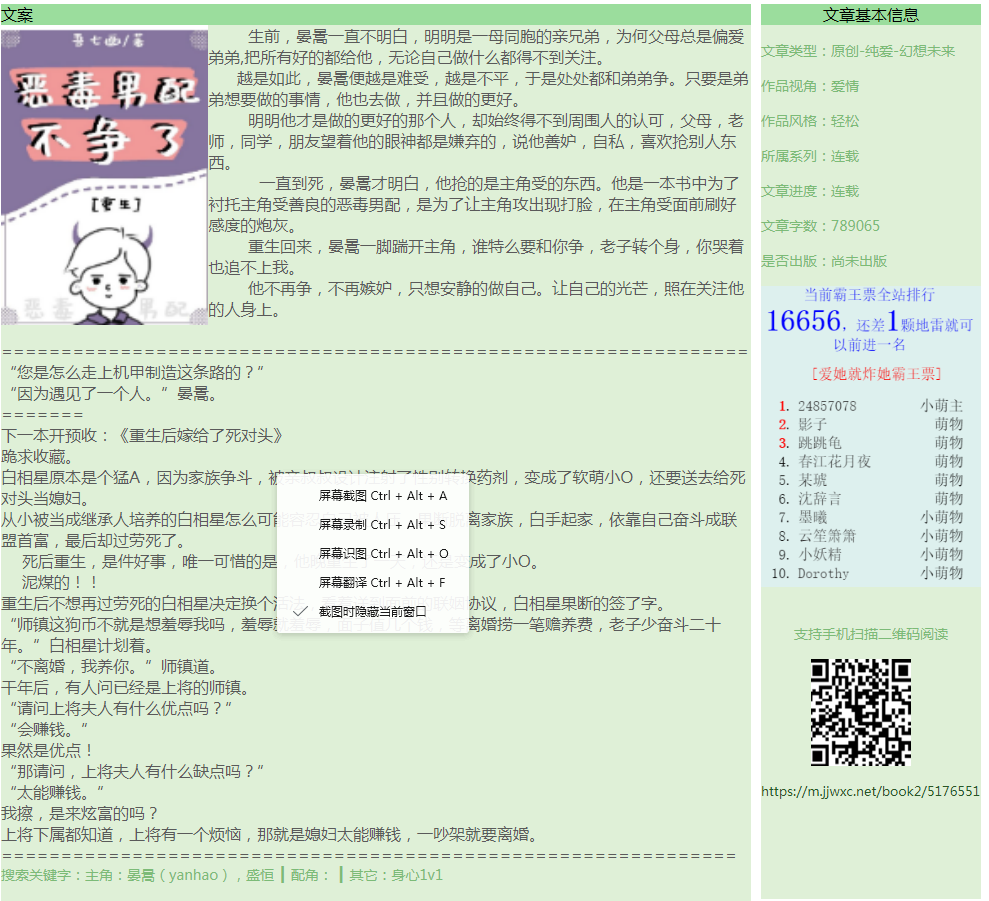 文案
吾七曲/著
恶毒男配
不争了
[重生]
恶毒 男配
生前，晏鶑一直不明白，明明是一母同胞的亲兄弟，为何父母总是偏爱
弟弟,把所有好的都给他，无论自己做什么都得不到关注。
越是如此，晏鶑便越是难受，越是不平，于是处处都和弟弟争。只要是弟
弟想要做的事情，他也去做，并且做的更好。
明明他才是做的更好的那个人，却始终得不到周围人的认可，父母，老
师，同学，朋友望着他的眼神都是嫌弃的，说他善妒，自私，喜欢抢别人东
西。
一直到死，晏鶑才明白，他抢的是主角受的东西。他是一本书中为了
衬托主角受善良的恶毒男配，是为了让主角攻出现打脸，在主角受面前刷好
感度的炮灰。
重生回来，晏鶑一脚踹开主角，谁特么要和你争，老子转个身，你哭着
也追不上我。
他不再争，不再嫉妒，只想安静的做自己。让自己的光芒，照在关注他
的人身上。
==============================================================
“您是怎么走上机甲制造这条路的？”
“因为遇见了一个人。”晏鶑。
=======
下一本开预收：《重生后嫁给了死对头》
跪求收藏。
白相星原本是个猛A，因为家族争斗，被亲叔叔设计注射了性别转换药剂，变成了软萌小O，还要送去给死
对头当媳妇。
从小被当成继承人培养的白相星怎么可能 离家族，白手起家，依靠自己奋斗成联
盟首富，最后却过劳死了。
死后重生，是件好事，唯一可惜的是， 变成了小O。
泥煤的！！
重生后不想再过劳死的白相星决定换个 协议，白相星果断的签了字。
“师镇这狗币不就是想羞辱我吗，羞辱 离婚捞一笔赡养费，老子少奋斗二十
年。”白相星计划着。
“不离婚，我养你。”师镇道。
干年后，有人问已经是上将的师镇。
“请问上将夫人有什么优点吗？”
“会赚钱。”
果然是优点！
“那请问，上将夫人有什么缺点吗？”
“太能赚钱。”
我擦，是来炫富的吗？
上将下属都知道，上将有一个烦恼，那就是媳妇太能赚钱，一吵架就要离婚。
=============================================================
搜索关键字：主角：晏鶑（yanhao），盛恒 ┃ 配角： ┃ 其它：身心1v1
屏幕截图 Ctrl + Alt + A
屏幕录制 Ctrl + Alt + S
屏幕识图 Ctrl + Alt + O
屏幕翻译 Ctrl + Alt + F
截图时隐藏当前窗口
文章基本信息
文章类型：原创-纯爱-幻想未来
作品视角：爱情
作品风格：轻松
所属系列：连载
文章进度：连载
文章字数：789065
是否出版：尚未出版
当前霸王票全站排行
16656，还差1颗地雷就可
以前进一名
[爱她就炸她霸王票]
1. 24857078 小萌主
2. 影子 萌物
3. 跳跳龟 萌物
4. 春江花月夜 萌物
5. 某琥 萌物
6. 沈辞言 萌物
7. 墨曦 小萌物
8. 云笙箫箫 小萌物
9. 小妖精 小萌物
10. Dorothy 小萌物
支持手机扫描二维码阅读
https://m.jjwxc.net/book2/5176551